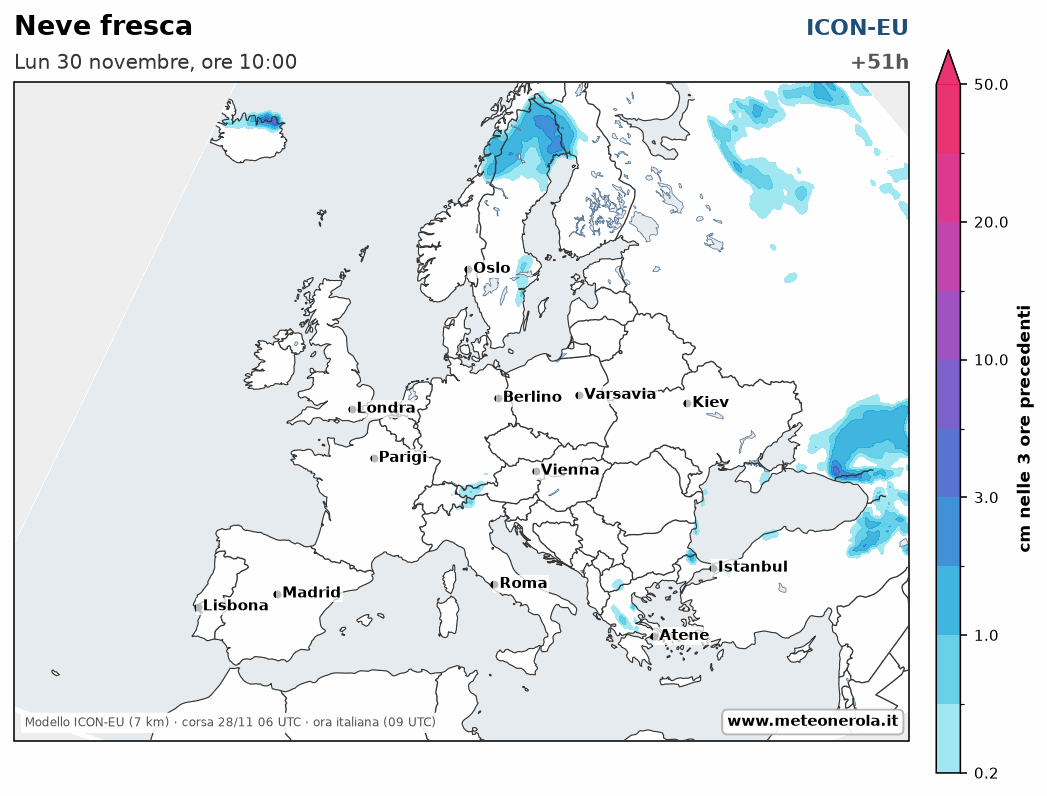 Neve fresca
ICON-EU
Lun 30 novembre, ore 10:00
+51h
50.0
20.0
10.0
3.0
1.0
0.2
cm nelle 3 ore precedenti
Oslo
Berlino
Varsavia
Kiev
Londra
Parigi
Vienna
Istanbul
Roma
Madrid
Lisbona
Atene
Modello ICON-EU (7 km) · corsa 28/11 06 UTC · ora italiana (09 UTC)
www.meteonerola.it